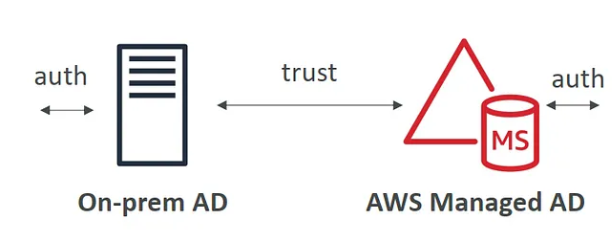 auth
trust
auth
MS
On-prem AD
AWS Managed AD